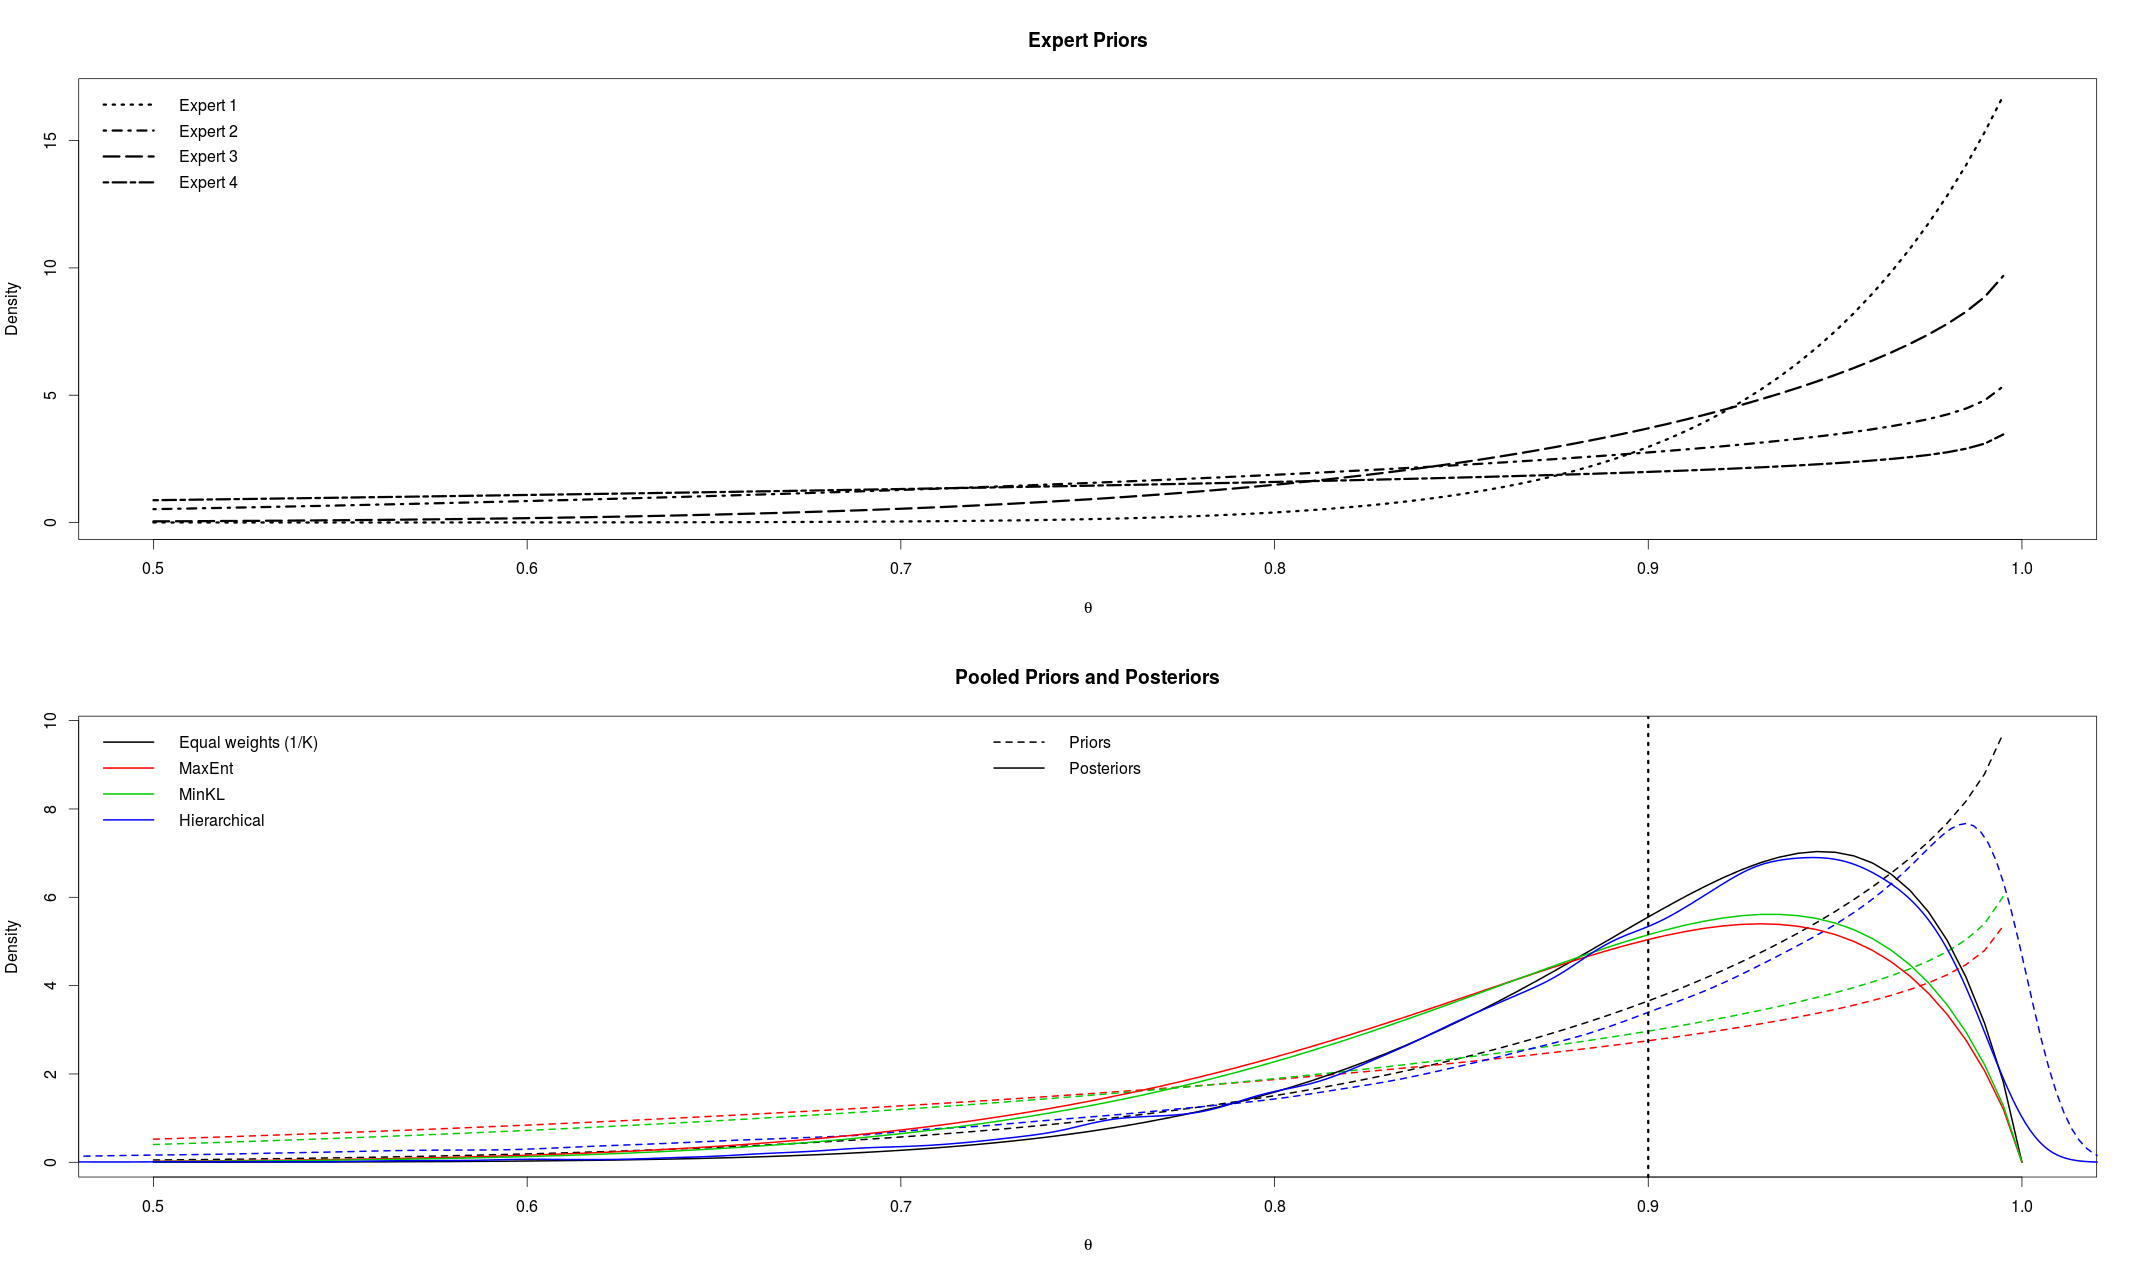 Expert Priors
Expert 1
Expert 2
Expert 3
Expert 4
Density
15
10
5
0
0.5 0.6 0.7 0.8 0.9 1.0
θ
Pooled Priors and Posteriors
Equal weights (1/K)
MaxEnt
MinKL
Hierarchical
Priors
Posteriors
Density
10
8
6
4
2
0
0.5 0.6 0.7 0.8 0.9 1.0
θ